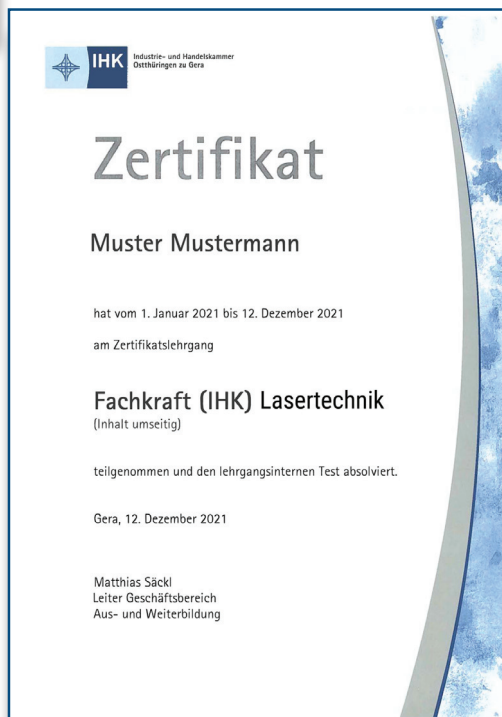 IHK
Industrie- und Handelskammer
Ostthüringen zu Gera
Zertifikat
Muster Mustermann
hat vom 1. Januar 2021 bis 12. Dezember 2021
am Zertifikatslehrgang
Fachkraft (IHK) Lasertechnik
(Inhalt umseitig)
teilgenommen und den lehrgangsinternen Test absolviert.
Gera, 12. Dezember 2021
Matthias Säckl
Leiter Geschäftsbereich
Aus- und Weiterbildung